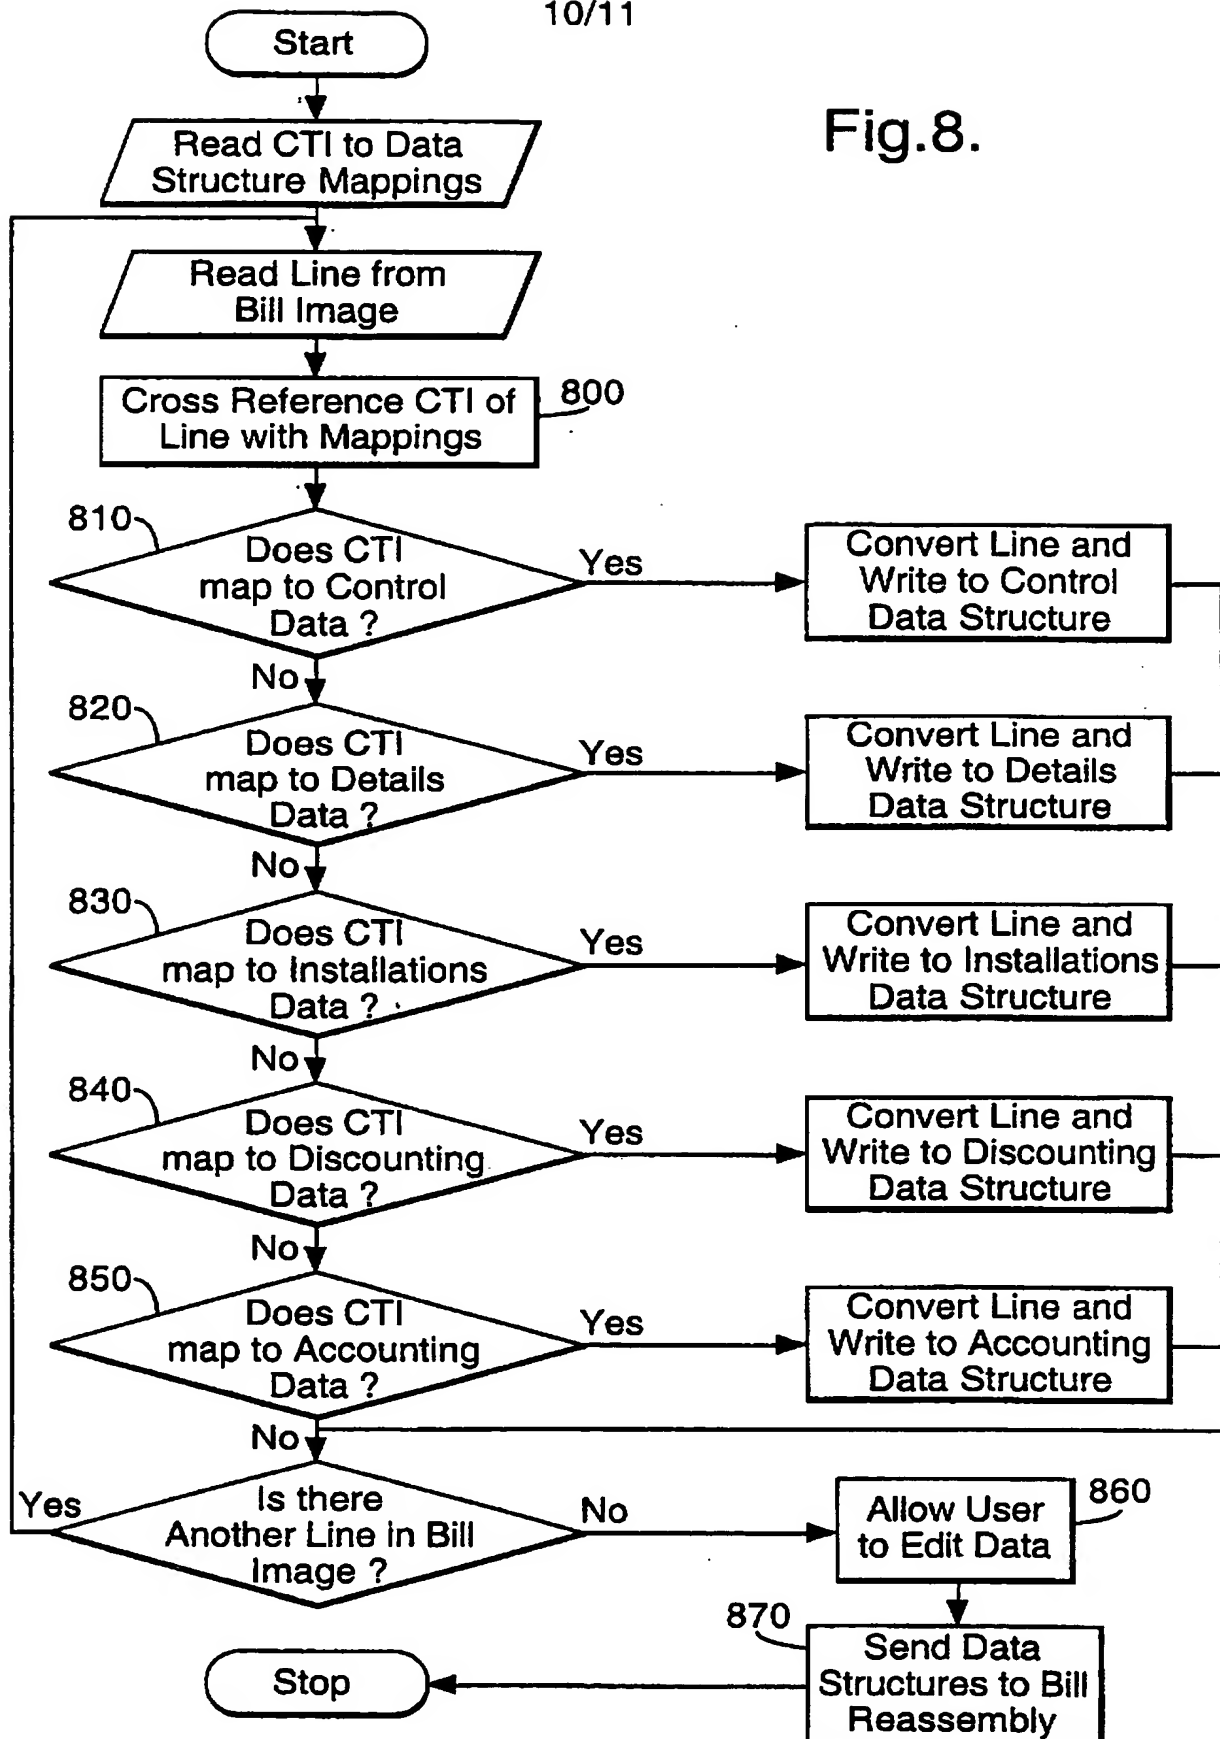 10/11
Start
Fig.8.
Read CTI to Data
Structure Mappings
Read Line from
Bill Image
Cross Reference CTI of
Line with Mappings
800
810
Does CTI
map to Control
Data ?
Yes
Convert Line and
Write to Control
Data Structure
No
820
Does CTI
map to Details
Data ?
Yes
Convert Line and
Write to Details
Data Structure
No
830
Does CTI
map to Installations
Data ?
Yes
Convert Line and
Write to Installations
Data Structure
No
840
Does CTI
map to Discounting
Data ?
Yes
Convert Line and
Write to Discounting
Data Structure
No
850
Does CTI
map to Accounting
Data ?
Yes
Convert Line and
Write to Accounting
Data Structure
No
Yes
Is there
Another Line in Bill
Image ?
No
Allow User
to Edit Data
860
870
Send Data
Structures to Bill
Reassembly
Stop